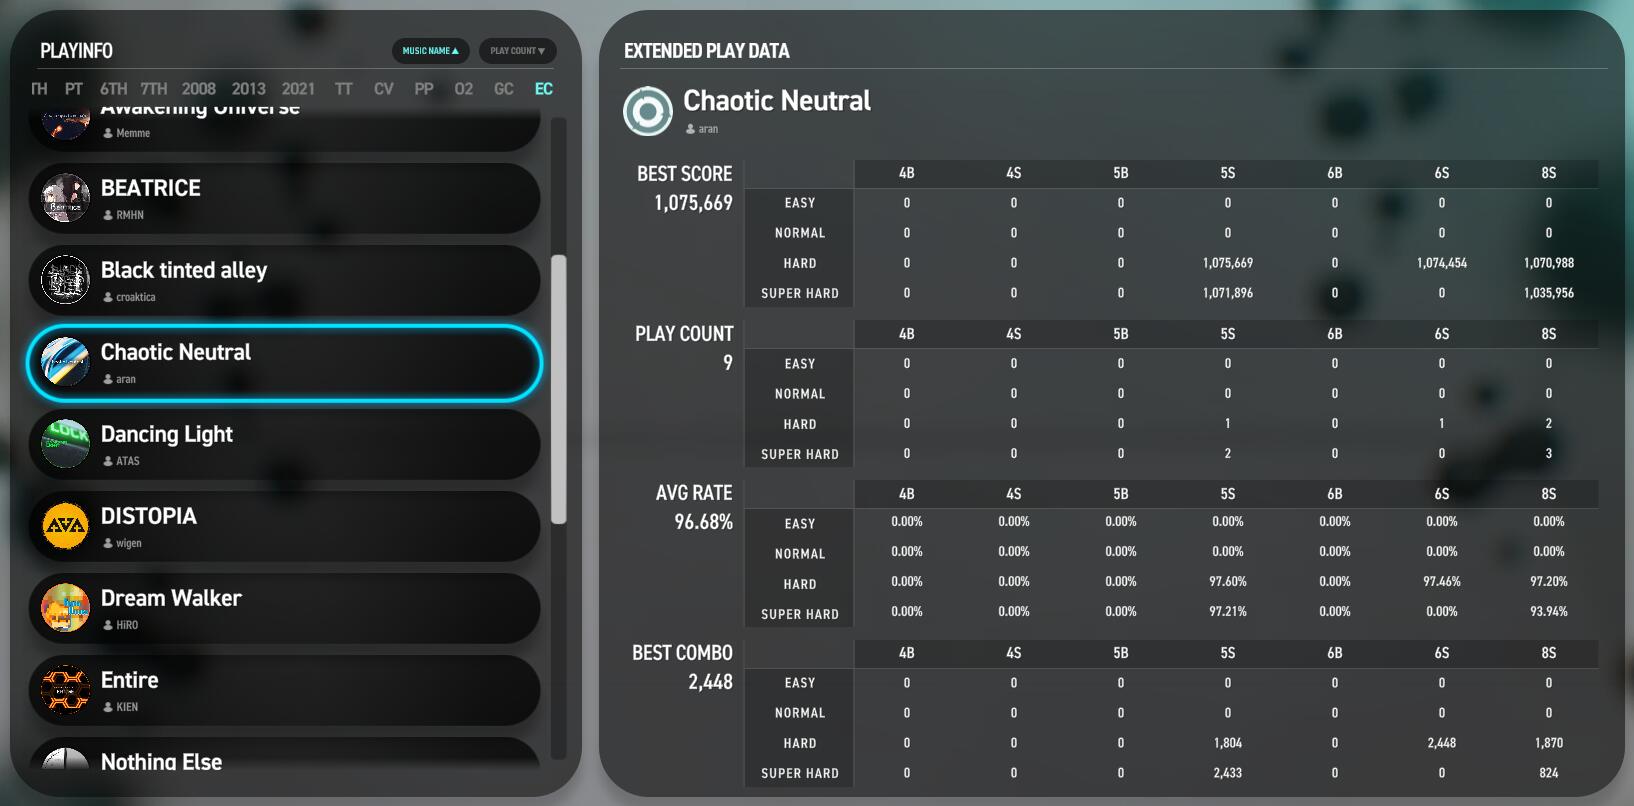 PLAYINFO
MUSIC NAME ▲ PLAY COUNT ▼
TH PT 6TH 7TH 2008 2013 2021 TT CV PP O2 GC EC
Awakening Universe
Memme
BEATRICE
RMHN
Black tinted alley
croaktica
Chaotic Neutral
aran
Dancing Light
ATAS
DISTOPIA
wigen
Dream Walker
HiRO
Entire
KIEN
Nothing Else
EXTENDED PLAY DATA
Chaotic Neutral
aran
BEST SCORE 4B 4S 5B 5S 6B 6S 8S
1,075,669 EASY 0 0 0 0 0 0 0
NORMAL 0 0 0 0 0 0 0
HARD 0 0 0 1,075,669 0 1,074,454 1,070,988
SUPER HARD 0 0 0 1,071,896 0 0 1,035,956
PLAY COUNT 4B 4S 5B 5S 6B 6S 8S
9 EASY 0 0 0 0 0 0 0
NORMAL 0 0 0 0 0 0 0
HARD 0 0 0 1 0 1 2
SUPER HARD 0 0 0 2 0 0 3
AVG RATE 4B 4S 5B 5S 6B 6S 8S
96.68% EASY 0.00% 0.00% 0.00% 0.00% 0.00% 0.00% 0.00%
NORMAL 0.00% 0.00% 0.00% 0.00% 0.00% 0.00% 0.00%
HARD 0.00% 0.00% 0.00% 97.60% 0.00% 97.46% 97.20%
SUPER HARD 0.00% 0.00% 0.00% 97.21% 0.00% 0.00% 93.94%
BEST COMBO 4B 4S 5B 5S 6B 6S 8S
2,448 EASY 0 0 0 0 0 0 0
NORMAL 0 0 0 0 0 0 0
HARD 0 0 0 1,804 0 2,448 1,870
SUPER HARD 0 0 0 2,433 0 0 824